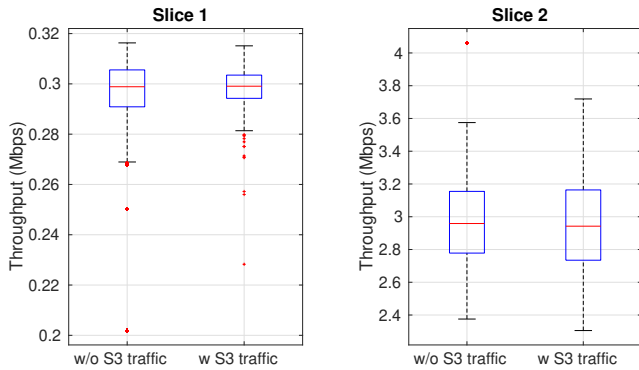 Slice 1
Throughput (Mbps)
0.32
0.3
0.28
0.26
0.24
0.22
0.2
w/o S3 traffic
w S3 traffic
Slice 2
Throughput (Mbps)
4
3.8
3.6
3.4
3.2
3
2.8
2.6
2.4
w/o S3 traffic
w S3 traffic